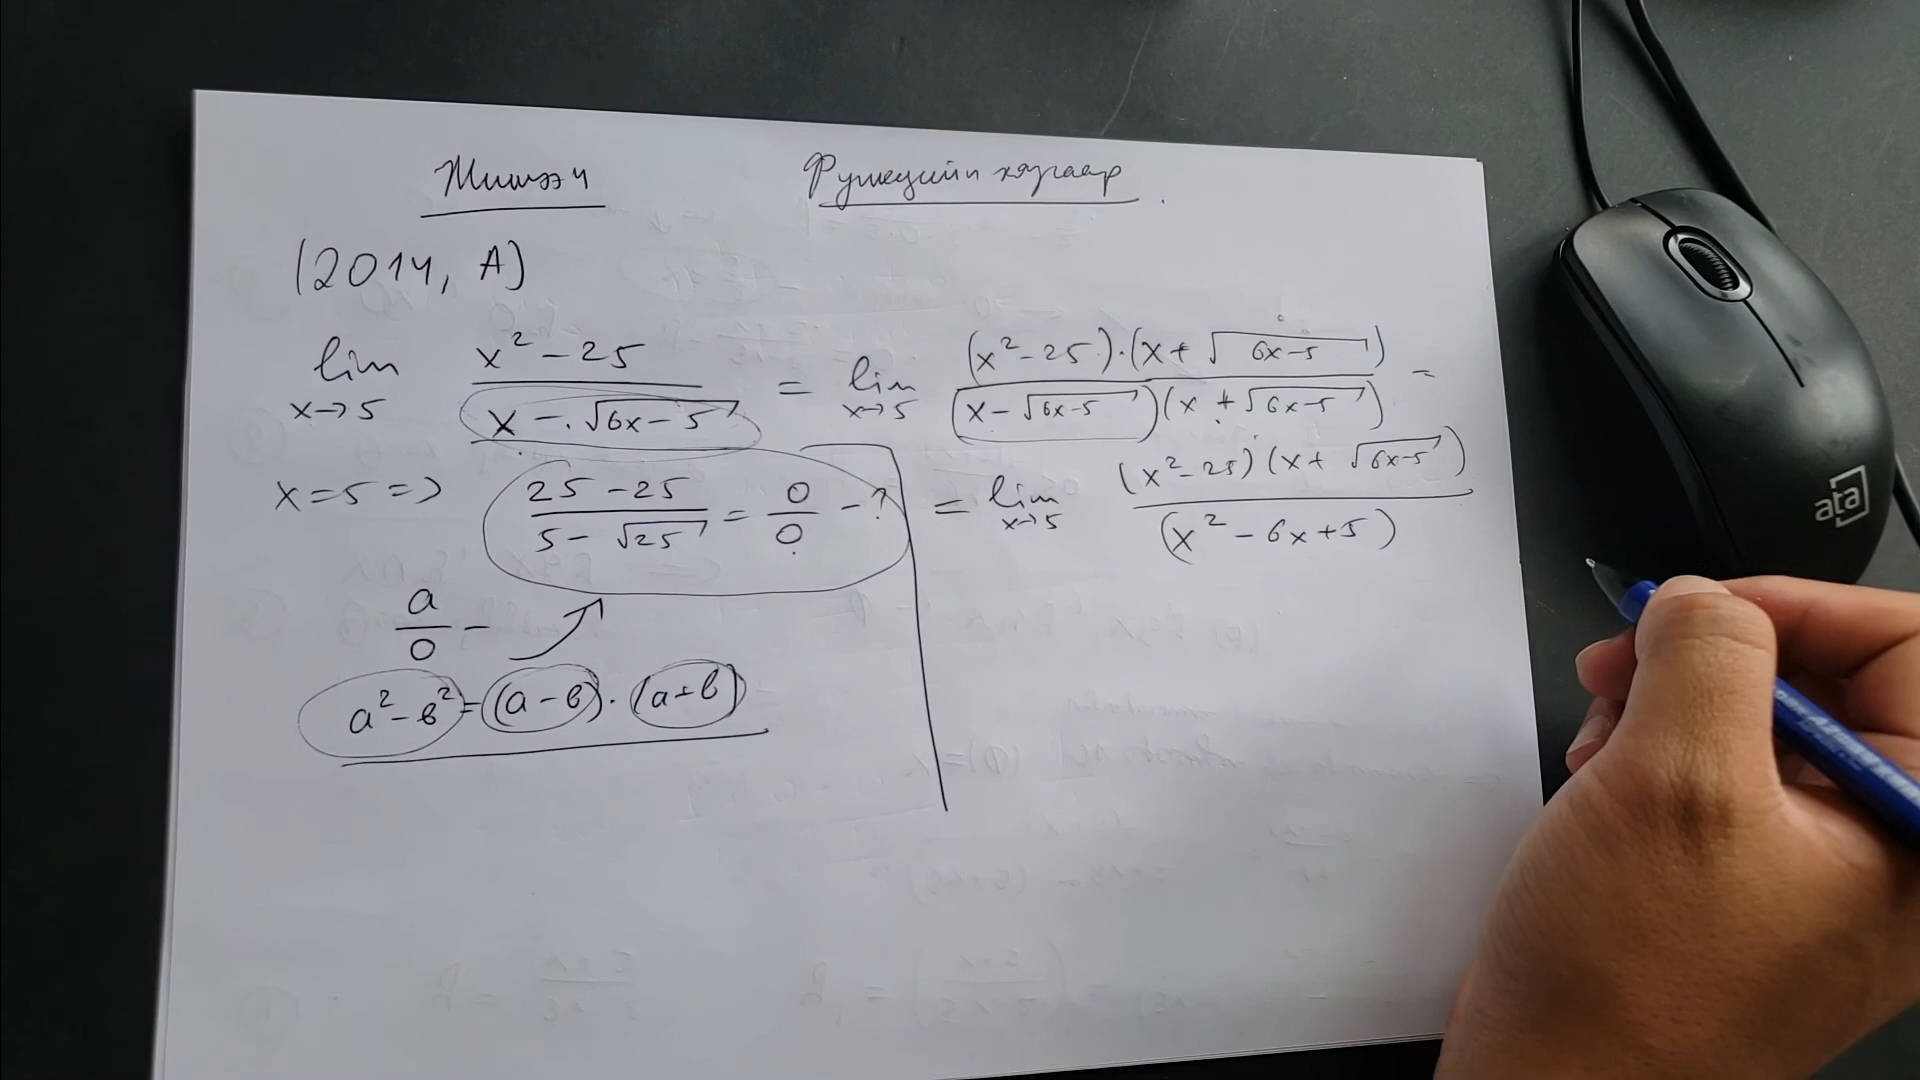 Жишээ Функцийн хязгаар.
(2014, А)
lim x→5 (x² - 25)/(x - √(6x-5)) = lim x→5 ((x²-25)·(x+√(6x-5)))/((x-√(6x-5))(x+√(6x-5))) =
x=5 => (25-25)/(5-√25) = 0/0 - ?
= lim x→5 ((x²-25)(x+√(6x-5)))/((x²-6x+5))
a/0 -
a²-в²=(a-в)·(a+в)
ata